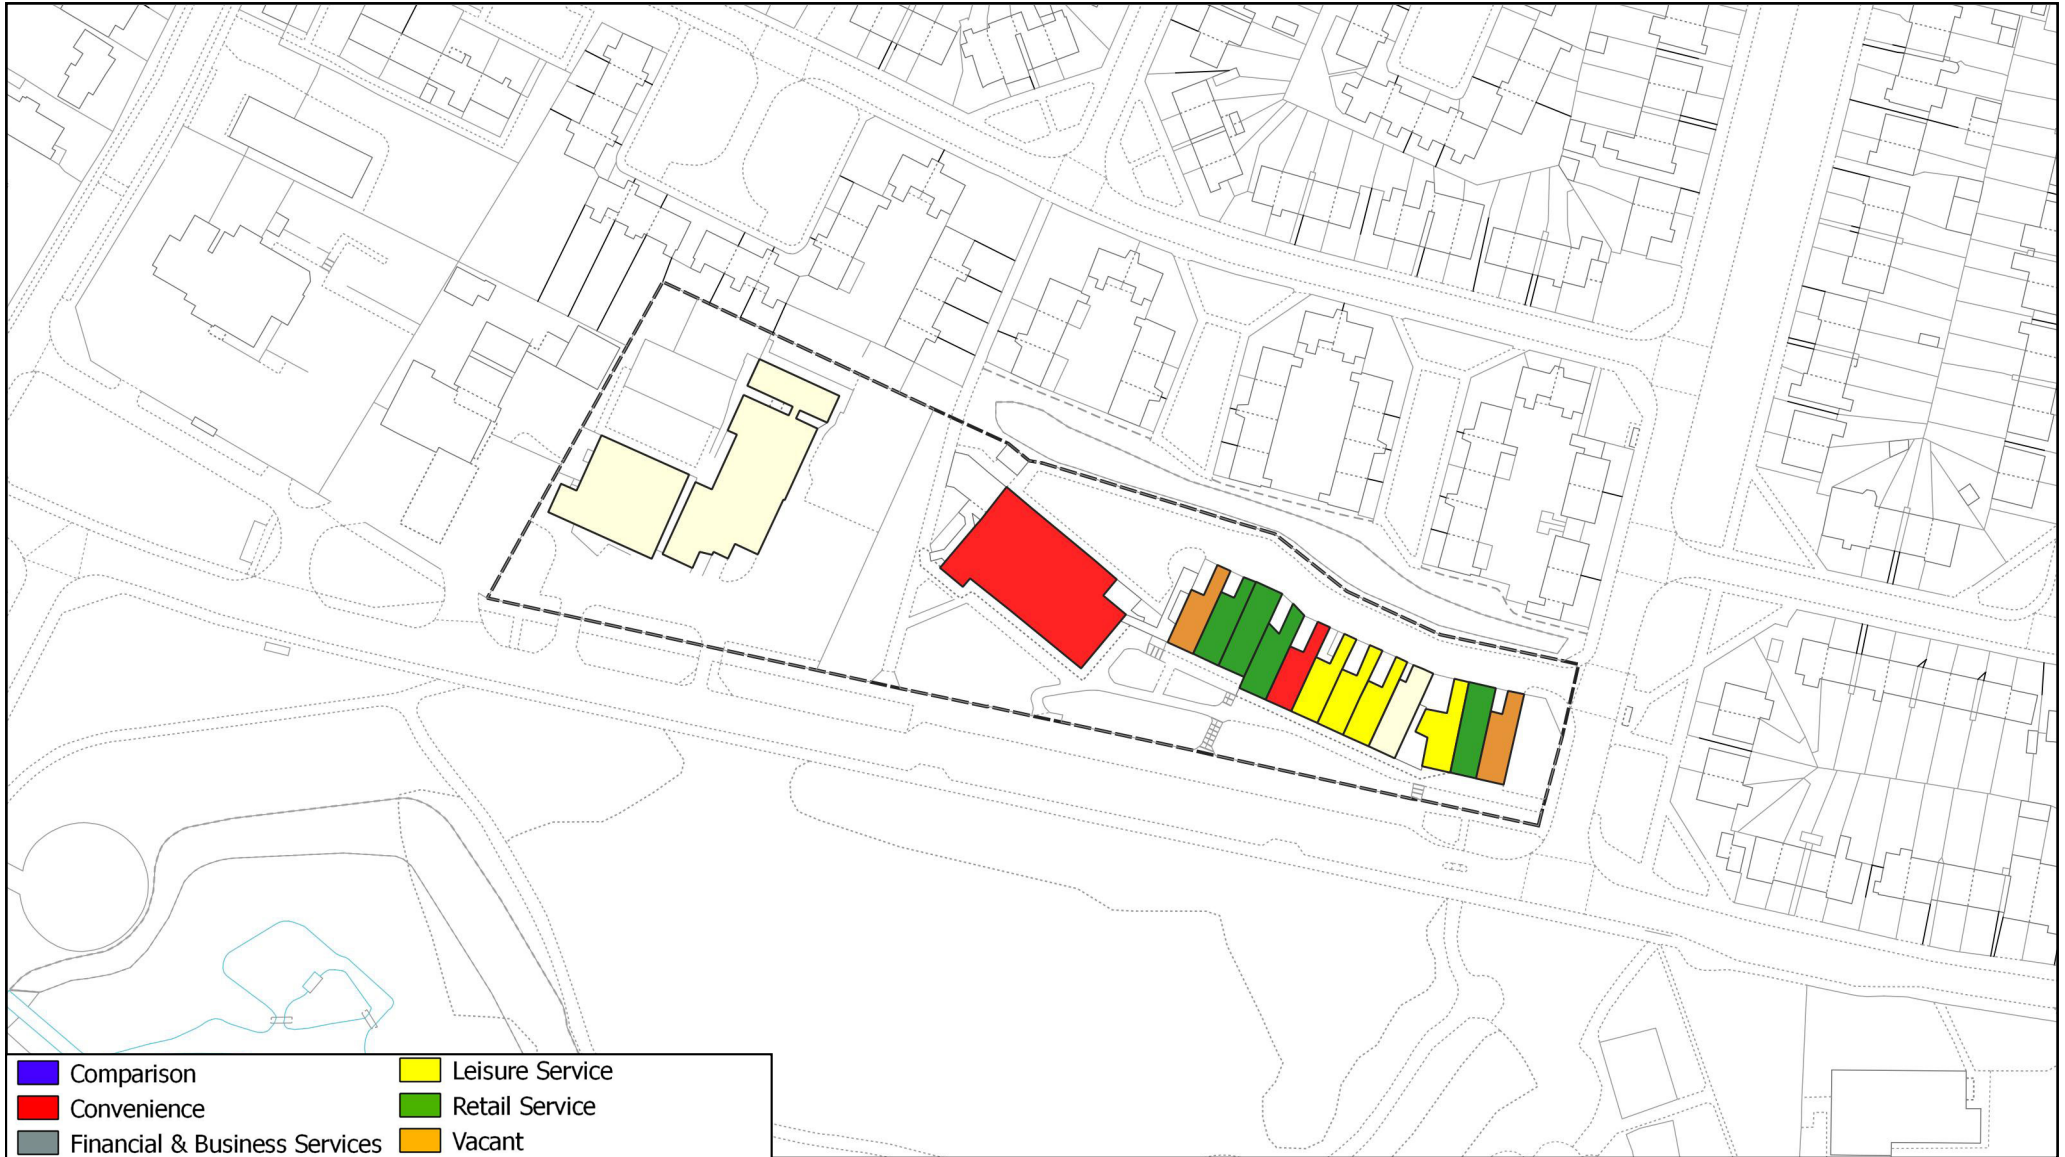 Comparison
Convenience
Financial & Business Services
Leisure Service
Retail Service
Vacant